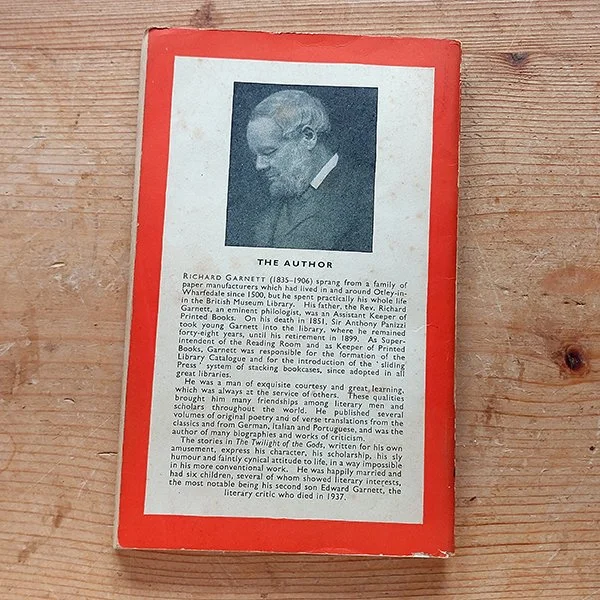 THE AUTHOR
RICHARD GARNETT (1835–1906) sprang from a family of
paper manufacturers which had lived in and around Otley-in-
Wharfedale since 1500, but he spent practically his whole life
in the British Museum Library. His father, the Rev. Richard
Garnett, an eminent philologist, was an Assistant Keeper of
Printed Books. On his death in 1851, Sir Anthony Panizzi
took young Garnett into the library, where he remained
forty-eight years, until his retirement in 1899. As Super-
intendent of the Reading Room and as Keeper of Printed
Books, Garnett was responsible for the formation of the
Library Catalogue and for the introduction of the 'sliding
Press' system of stacking bookcases, since adopted in all
great libraries.
He was a man of exquisite courtesy and great learning,
which was always at the service of others. These qualities
brought him many friendships among literary men and
scholars throughout the world. He published several
volumes of original poetry and of verse translations from the
classics and from German, Italian and Portuguese, and was the
author of many biographies and works of criticism.
The stories in The Twilight of the Gods, written for his own
amusement, express his character, his scholarship, his sly
humour and faintly cynical attitude to life, in a way impossible
in his more conventional work. He was happily married and
had six children, several of whom showed literary interests,
the most notable being his second son Edward Garnett, the
literary critic who died in 1937.